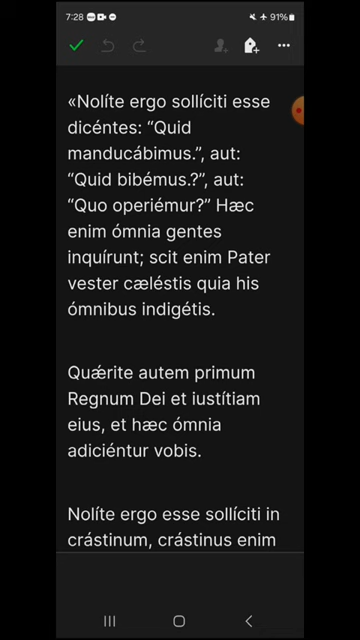 7:28
91%
«Nolíte ergo sollíciti esse
dicéntes: “Quid
manducábimus.”, aut:
“Quid bibémus.?”, aut:
“Quo operiémur?” Hæc
enim ómnia gentes
inquírunt; scit enim Pater
vester cæléstis quia his
ómnibus indigétis.
Quǽrite autem primum
Regnum Dei et iustítiam
eius, et hæc ómnia
adiciéntur vobis.
Nolíte ergo esse sollíciti in
crástinum, crástinus enim